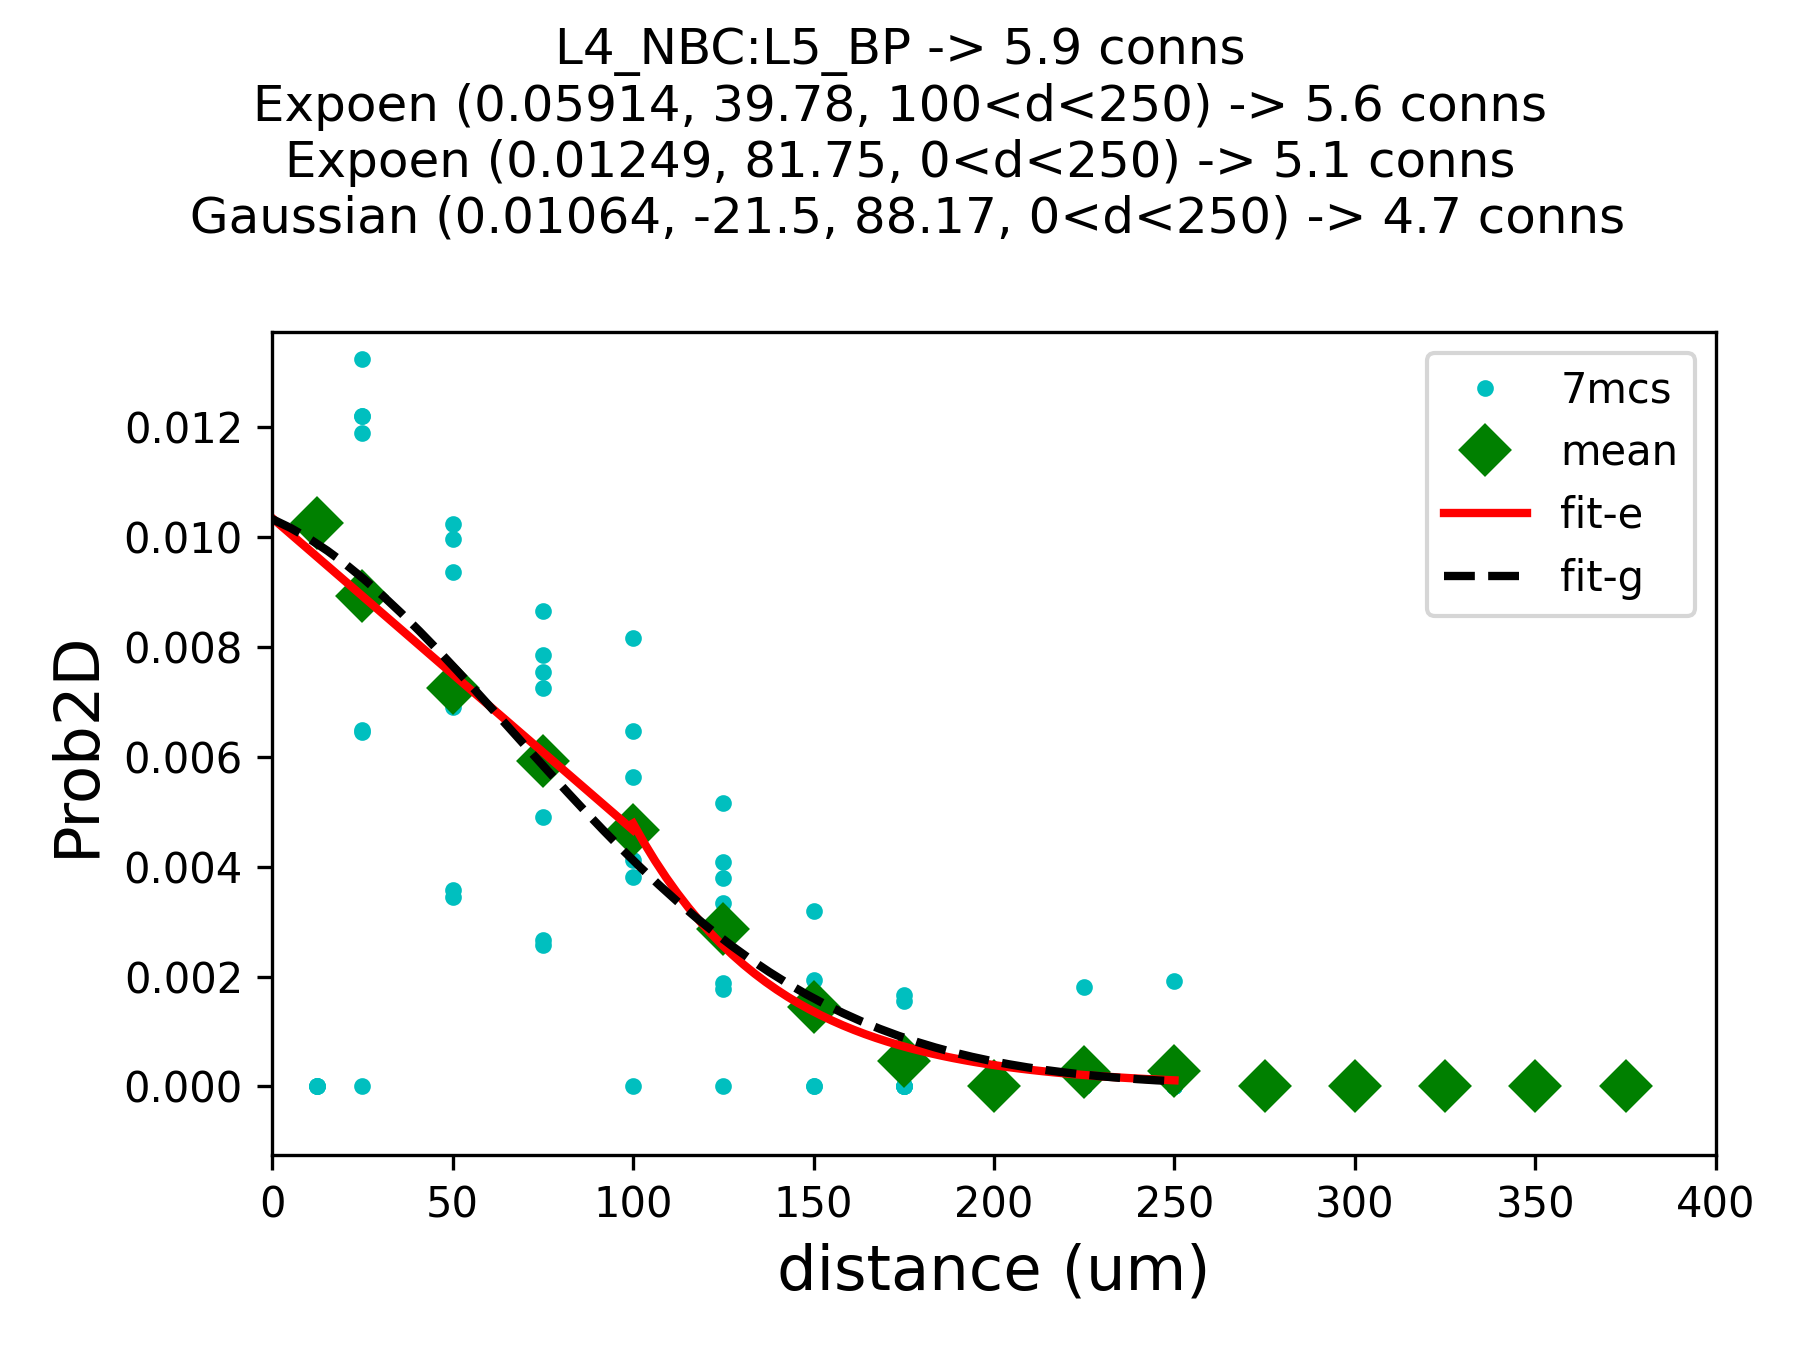 L4_NBC:L5_BP -> 5.9 conns
Expoen (0.05914, 39.78, 100<d<250) -> 5.6 conns
Expoen (0.01249, 81.75, 0<d<250) -> 5.1 conns
Gaussian (0.01064, -21.5, 88.17, 0<d<250) -> 4.7 conns
7mcs
mean
fit-e
fit-g
Prob2D
0.012
0.010
0.008
0.006
0.004
0.002
0.000
0 50 100 150 200 250 300 350 400
distance (um)